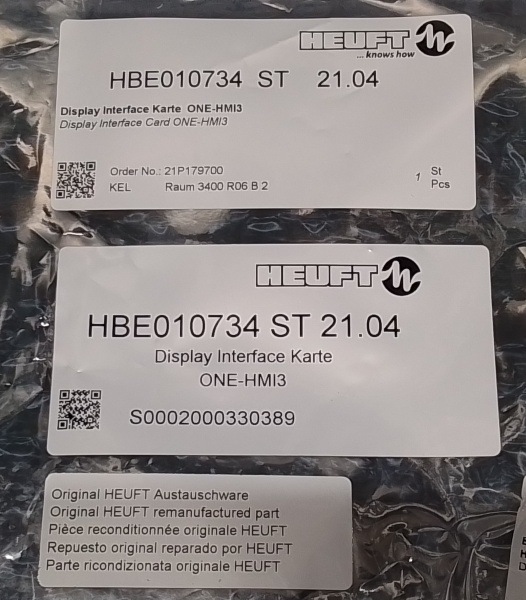 HEUFT
... knows how
HBE010734 ST 21.04
Display Interface Karte ONE-HMI3
Display Interface Card ONE-HMI3
Order No.: 21P179700
KEL Raum 3400 R06 B 2
1 St
Pcs
HEUFT
HBE010734 ST 21.04
Display Interface Karte
ONE-HMI3
S0002000330389
Original HEUFT Austauschware
Original HEUFT remanufactured part
Pièce reconditionnée originale HEUFT
Repuesto original reparado por HEUFT
Parte ricondizionata originale HEUFT